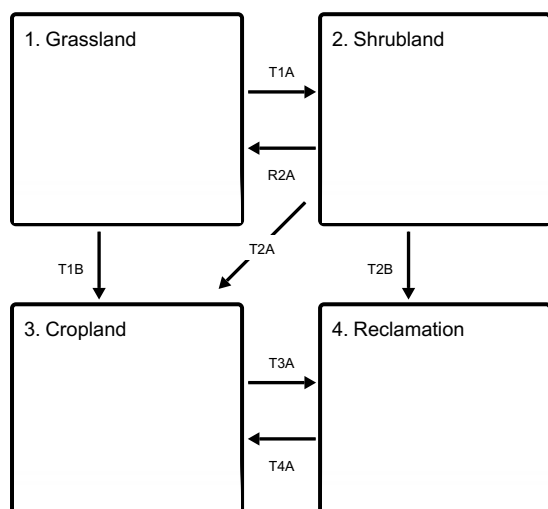 1. Grassland
2. Shrubland
T1A
R2A
T1B
T2A
T2B
3. Cropland
4. Reclamation
T3A
T4A